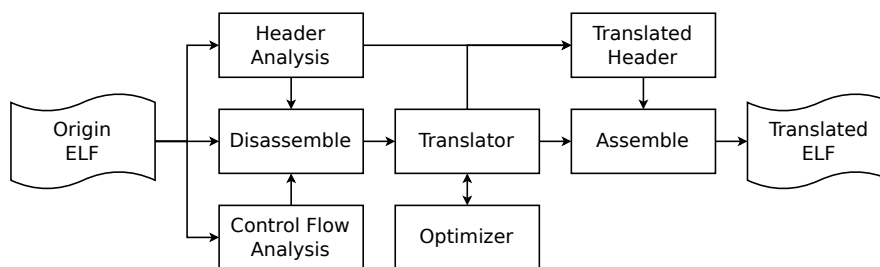 Origin
ELF
Header
Analysis
Disassemble
Control Flow
Analysis
Translator
Optimizer
Translated
Header
Assemble
Translated
ELF